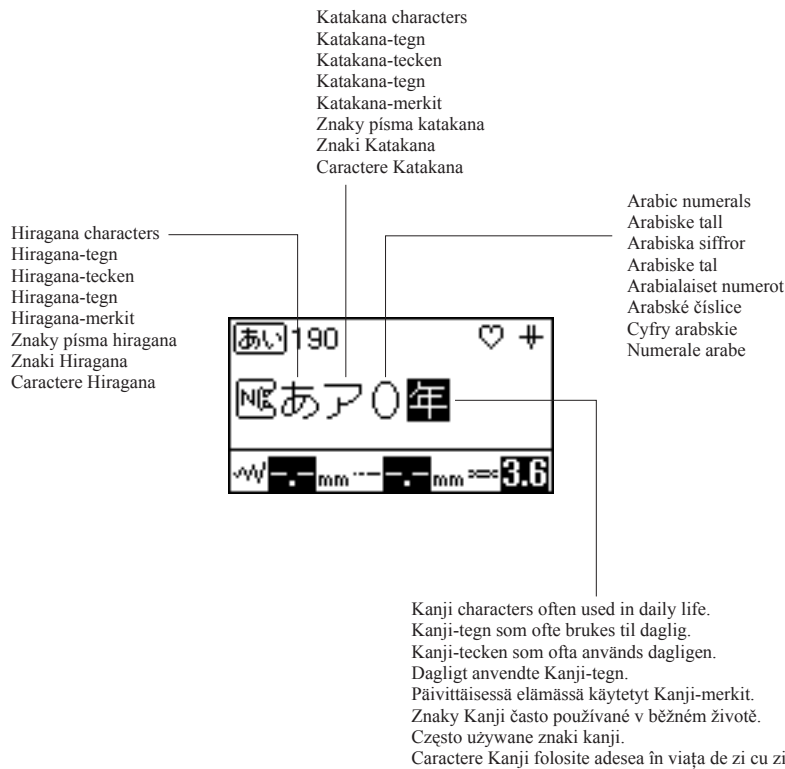 Katakana characters
Katakana-tegn
Katakana-tecken
Katakana-tegn
Katakana-merkit
Znaky písma katakana
Znaki Katakana
Caractere Katakana
Arabic numerals
Arabiske tall
Arabiska siffror
Arabiske tal
Arabialaiset numerot
Arabské číslice
Cyfry arabskie
Numerale arabe
Hiragana characters
Hiragana-tegn
Hiragana-tecken
Hiragana-tegn
Hiragana-merkit
Znaky písma hiragana
Znaki Hiragana
Caractere Hiragana
あい 190
あア0年
-.- mm -.- mm 3.6
Kanji characters often used in daily life.
Kanji-tegn som ofte brukes til daglig.
Kanji-tecken som ofta används dagligen.
Dagligt anvendte Kanji-tegn.
Päivittäisessä elämässä käytetyt Kanji-merkit.
Znaky Kanji často používané v běžném životě.
Często używane znaki kanji.
Caractere Kanji folosite adesea în viața de zi cu zi